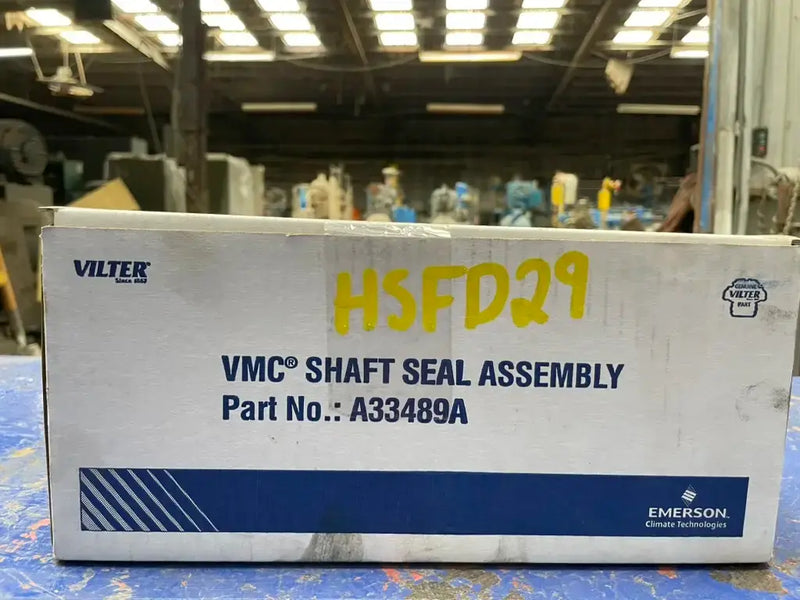 VILTER®
Since 1867
HSFD29
GENUINE
VILTER
PART
VMC® SHAFT SEAL ASSEMBLY
Part No.: A33489A
EMERSON
Climate Technologies